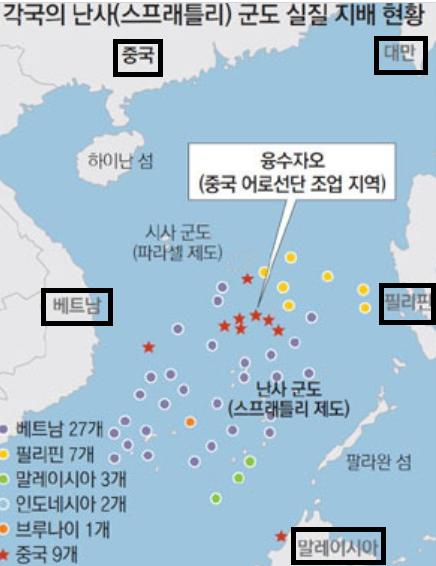 각국의 난사(스프래틀리) 군도 실질 지배 현황
중국
대만
하이난 섬
융수자오
(중국 어로선단 조업 지역)
시사 군도
(파라셀 제도)
베트남
필리핀
난사 군도
(스프래틀리 제도)
베트남 27개
필리핀 7개
말레이시아 3개
인도네시아 2개
브루나이 1개
중국 9개
팔라완 섬
말레이시아